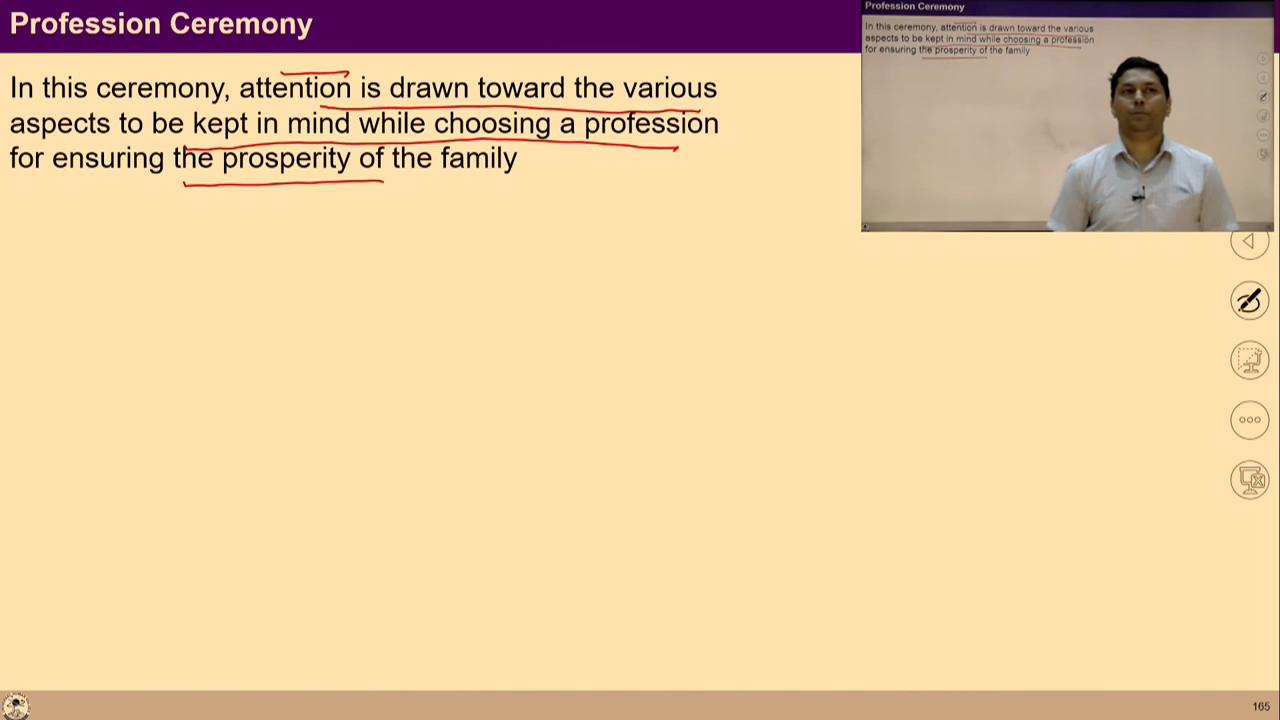 Profession Ceremony
In this ceremony, attention is drawn toward the various
aspects to be kept in mind while choosing a profession
for ensuring the prosperity of the family
Profession Ceremony
In this ceremony, attention is drawn toward the various
aspects to be kept in mind while choosing a profession
for ensuring the prosperity of the family
165